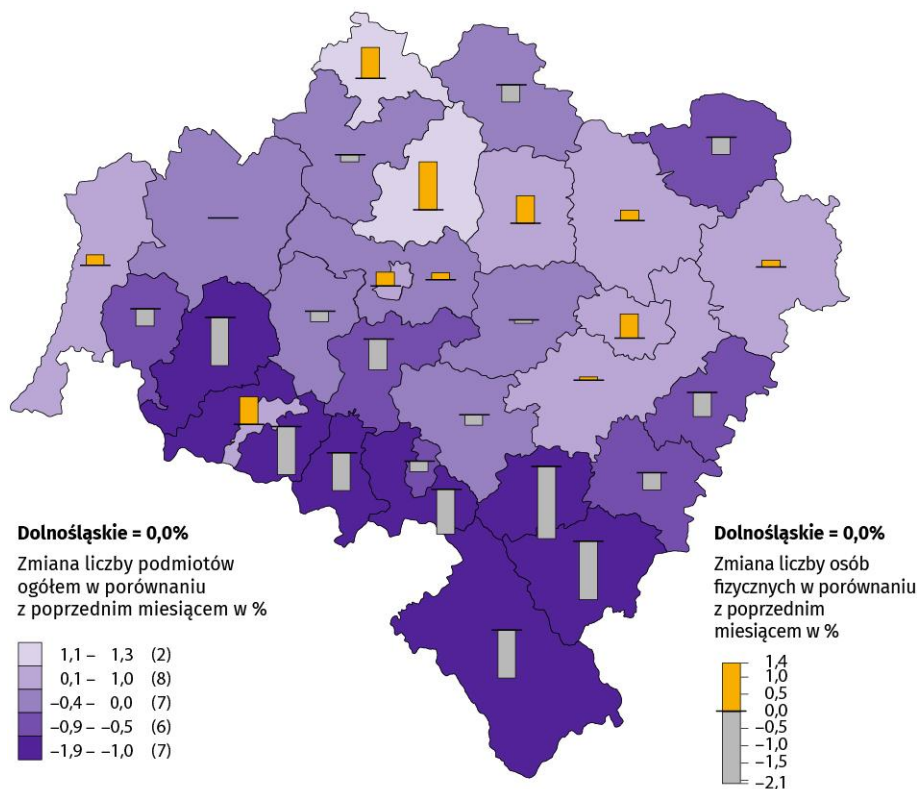 Dolnośląskie = 0,0%
Zmiana liczby podmiotów
ogółem w porównaniu
z poprzednim miesiącem w %
1,1 – 1,3 (2)
0,1 – 1,0 (8)
–0,4 – 0,0 (7)
–0,9 – –0,5 (6)
–1,9 – –1,0 (7)
Dolnośląskie = 0,0%
Zmiana liczby osób
fizycznych w porównaniu
z poprzednim
miesiącem w %
1,4
1,0
0,5
0,0
–0,5
–1,0
–1,5
–2,1